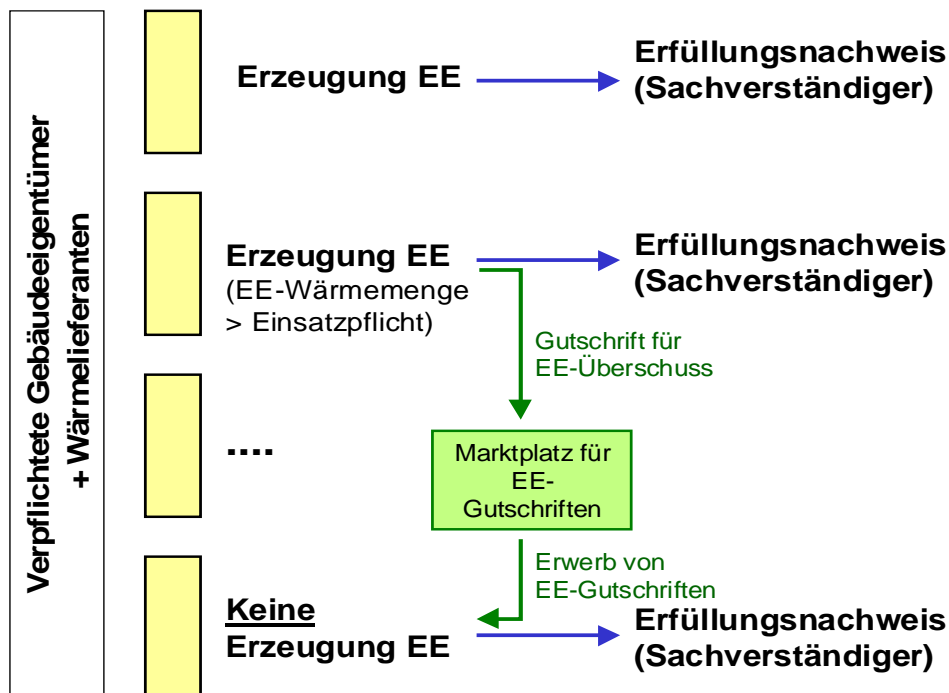 Verpflichtete Gebäudeeigentümer
+ Wärmelieferanten
Erzeugung EE
Erfüllungsnachweis
(Sachverständiger)
Erzeugung EE
(EE-Wärmemenge
> Einsatzpflicht)
Erfüllungsnachweis
(Sachverständiger)
Gutschrift für
EE-Überschuss
....
Marktplatz für
EE-
Gutschriften
Erwerb von
EE-Gutschriften
Keine
Erzeugung EE
Erfüllungsnachweis
(Sachverständiger)